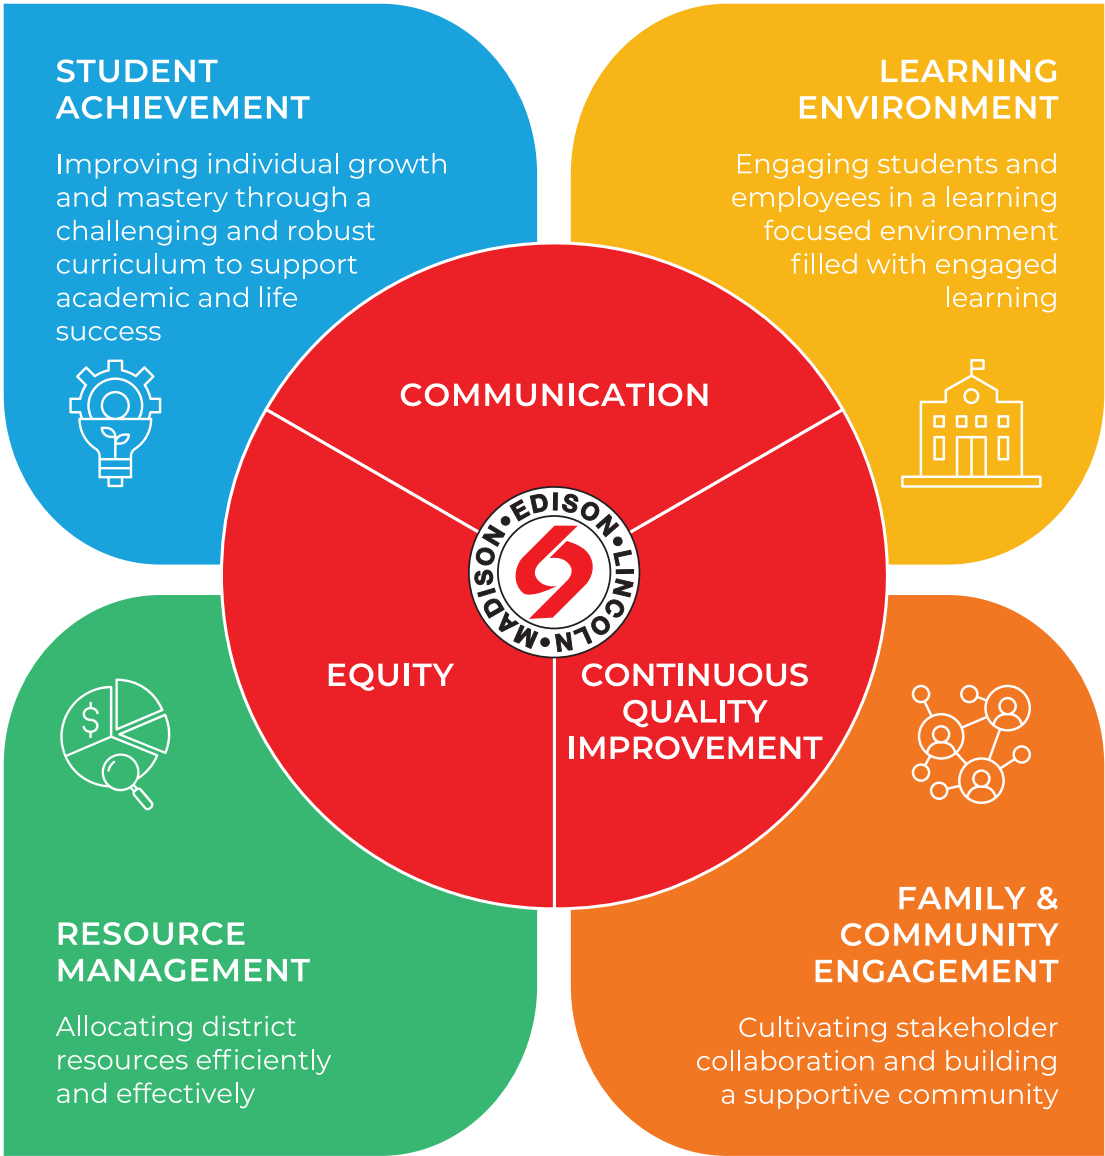 STUDENT
ACHIEVEMENT
Improving individual growth
and mastery through a
challenging and robust
curriculum to support
academic and life
success
LEARNING
ENVIRONMENT
Engaging students and
employees in a learning
focused environment
filled with engaged
learning
COMMUNICATION
MADISON•EDISON•LINCOLN•
EQUITY
CONTINUOUS
QUALITY
IMPROVEMENT
$
RESOURCE
MANAGEMENT
Allocating district
resources efficiently
and effectively
FAMILY &
COMMUNITY
ENGAGEMENT
Cultivating stakeholder
collaboration and building
a supportive community